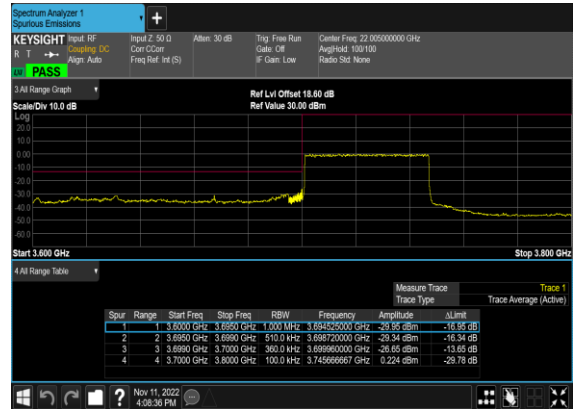 Spectrum Analyzer 1
Spurious Emissions
+
KEYSIGHT Input: RF Input Z: 50 Ω Atten: 30 dB Trig: Free Run Center Freq: 22.005000000 GHz
R T Coupling: DC Corr CCorr Gate: Off Avg|Hold: 100/100
Align: Auto Freq Ref: Int (S) IF Gain: Low Radio Std: None
LW PASS
3 All Range Graph
Ref Lvl Offset 18.60 dB
Scale/Div 10.0 dB Ref Value 30.00 dBm
Log
20.0
10.0
0.00
-10.0
-20.0
-30.0
-40.0
-50.0
-60.0
Start 3.600 GHz Stop 3.800 GHz
4 All Range Table
Measure Trace Trace 1
Trace Type Trace Average (Active)
Spur Range Start Freq Stop Freq RBW Frequency Amplitude ΔLimit
1 1 3.6000 GHz 3.6950 GHz 1.000 MHz 3.694525000 GHz -29.95 dBm -16.95 dB
2 2 3.6950 GHz 3.6990 GHz 510.0 kHz 3.698720000 GHz -29.34 dBm -16.34 dB
3 3 3.6990 GHz 3.7000 GHz 360.0 kHz 3.699960000 GHz -26.65 dBm -13.65 dB
4 4 3.7000 GHz 3.8000 GHz 100.0 kHz 3.745666667 GHz 0.224 dBm -29.78 dB
? Nov 11, 2022
4:08:36 PM